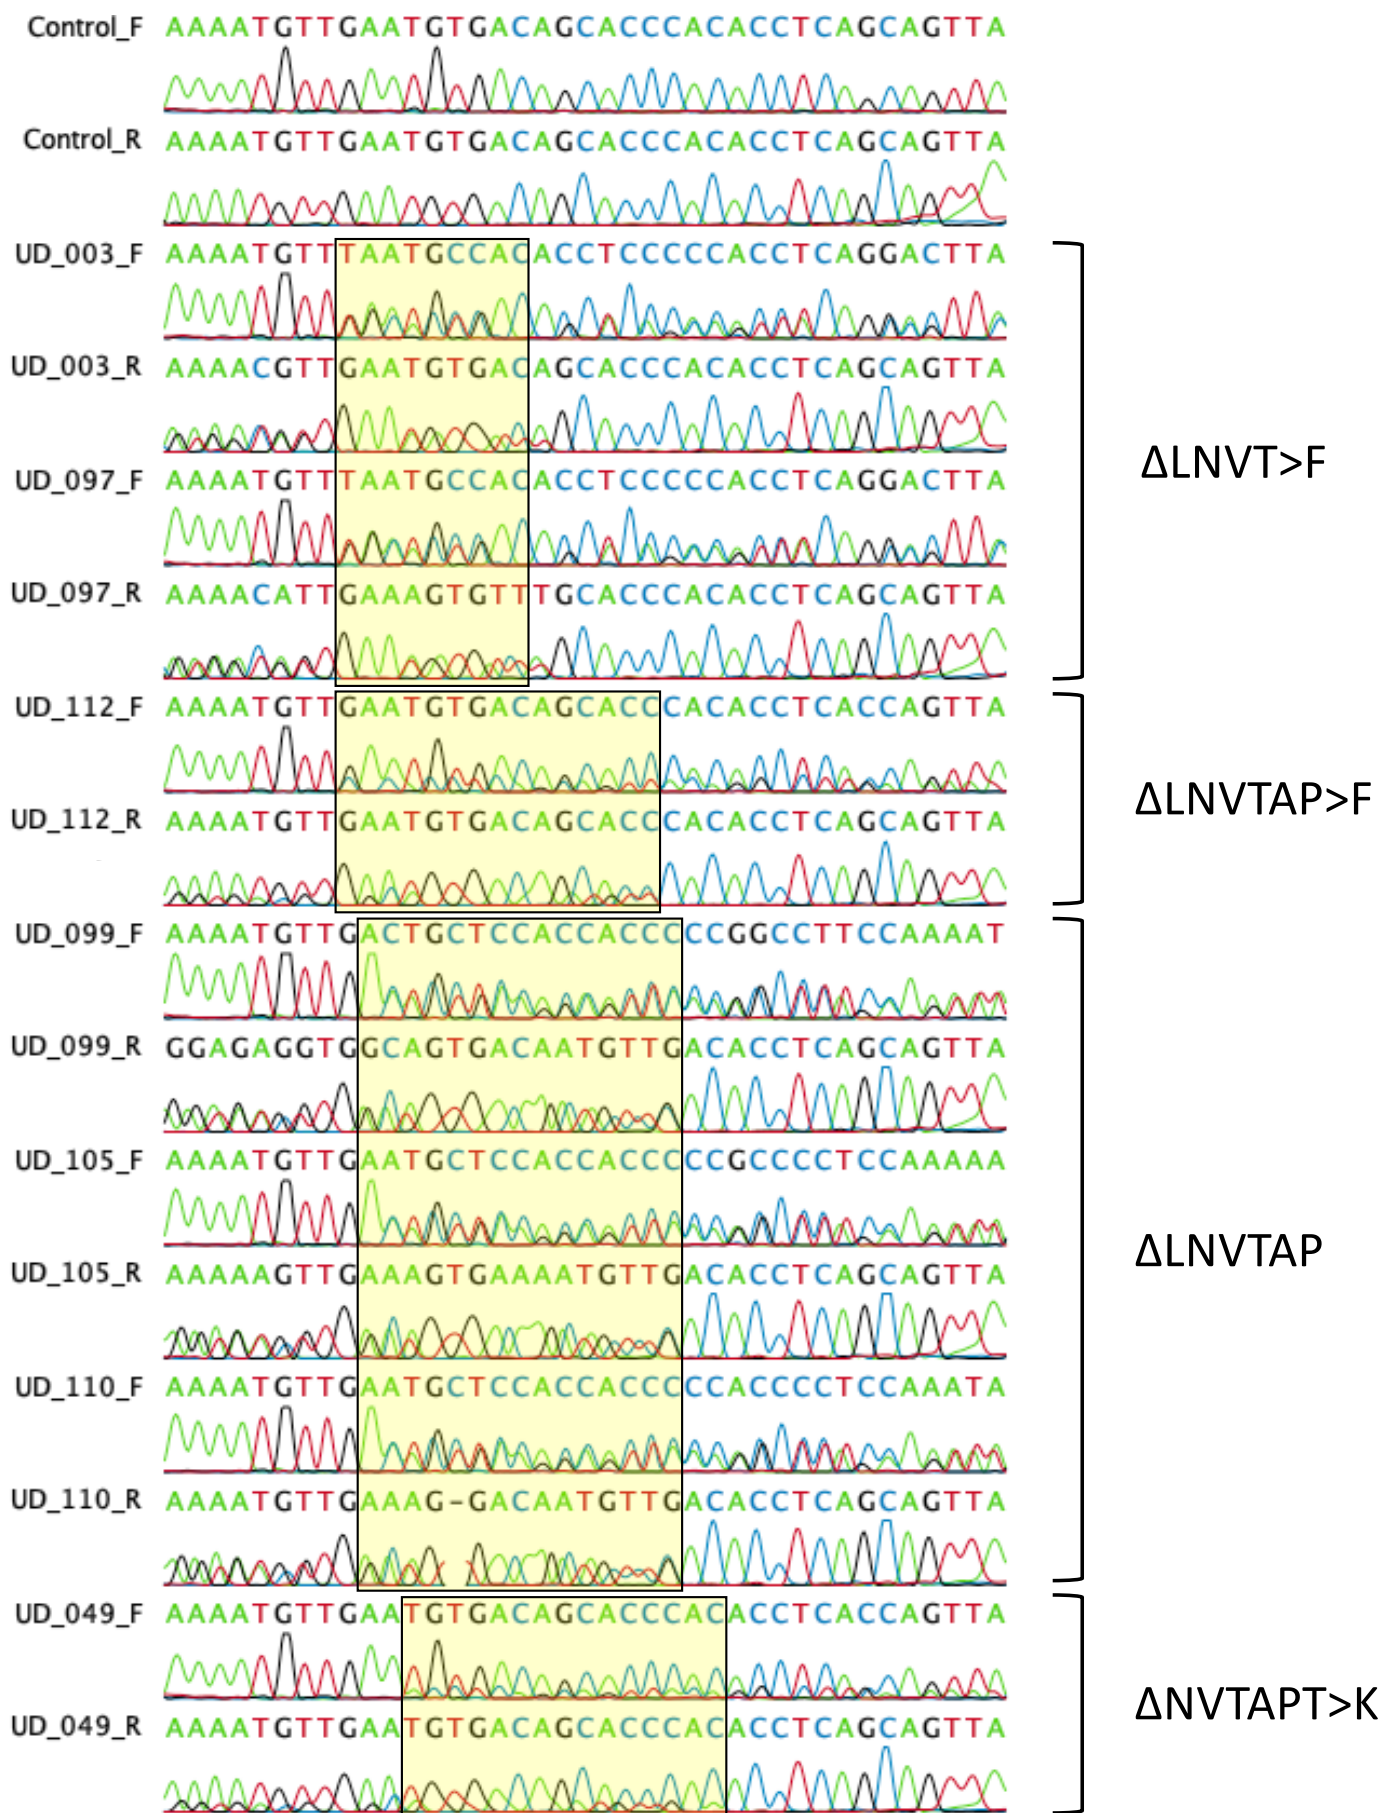 Control_F AAAATGTTGAATGTGACAGCACCCACACCTCAGCAGTTA
Control_R AAAATGTTGAATGTGACAGCACCCACACCTCAGCAGTTA
UD_003_F AAAATGTTTAATGCCACACCTCCCCCACCTCAGGACTTA
UD_003_R AAAACGTTGAATGTGACAGCACCCACACCTCAGCAGTTA
UD_097_F AAAATGTTTAATGCCACACCTCCCCCACCTCAGGACTTA
ΔLNVT>F
UD_097_R AAAACATTGAAAGTGTTTGCACCCACACCTCAGCAGTTA
UD_112_F AAAATGTTGAATGTGACAGCACCCACACCTCACCAGTTA
ΔLNVTAP>F
UD_112_R AAAATGTTGAATGTGACAGCACCCACACCTCAGCAGTTA
UD_099_F AAAATGTTGACTGCTCCACCACCCCCGGCCTTCCAAAAT
UD_099_R GGAGAGGTGGCAGTGACAATGTTGACACCTCAGCAGTTA
UD_105_F AAAATGTTGAATGCTCCACCACCCCCGCCCCTCCAAAAA
ΔLNVTAP
UD_105_R AAAAAGTTGAAAGTGAAAATGTTGACACCTCAGCAGTTA
UD_110_F AAAATGTTGAATGCTCCACCACCCCCACCCCTCCAAATA
UD_110_R AAAATGTTGAAAG-GACAATGTTGACACCTCAGCAGTTA
UD_049_F AAAATGTTGAATGTGACAGCACCCACACCTCACCAGTTA
ΔNVTAPT>K
UD_049_R AAAATGTTGAATGTGACAGCACCCACACCTCAGCAGTTA